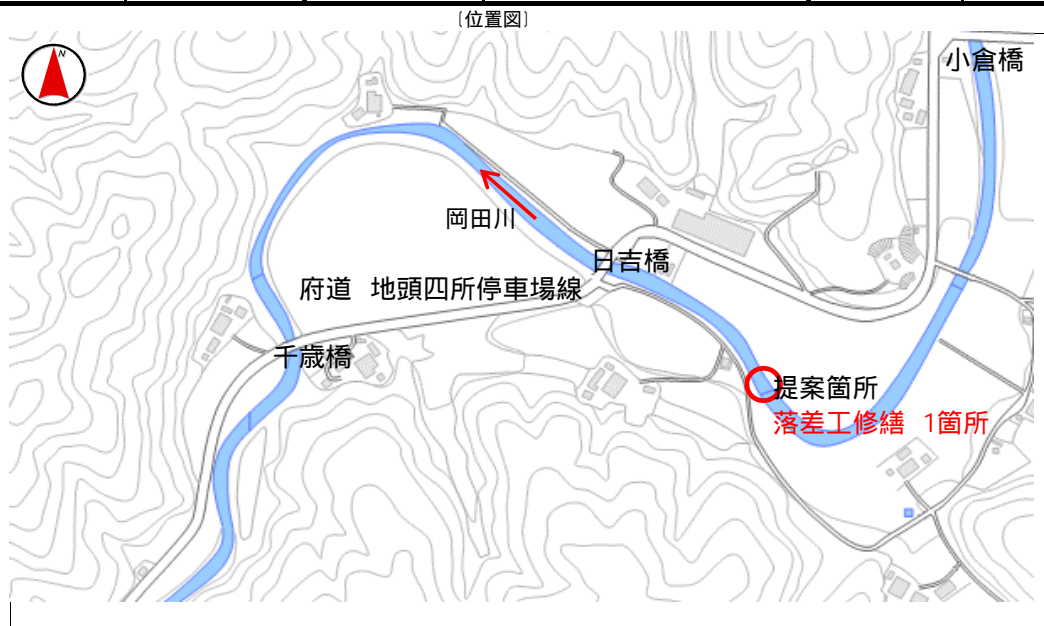 〔位置図〕
N
小倉橋
岡田川
日吉橋
府道 地頭四所停車場線
千歳橋
提案箇所
落差工修繕 1箇所